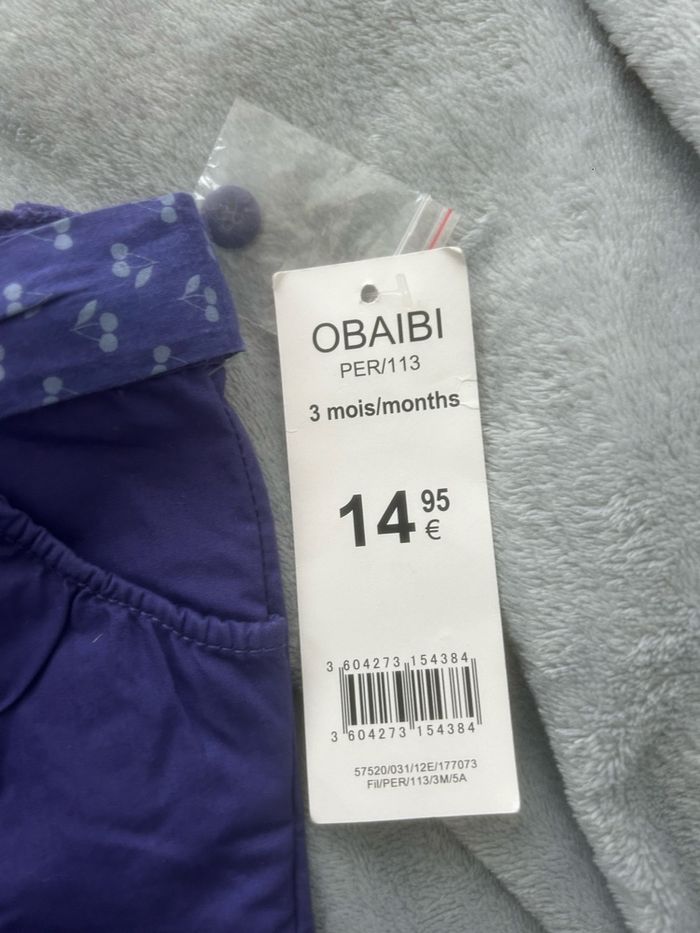 OBAIBI
PER/113
3 mois/months
14 95 €
3 604273 154384
3 604273 154384
57520/031/12E/177073
Fil/PER/113/3M/5A